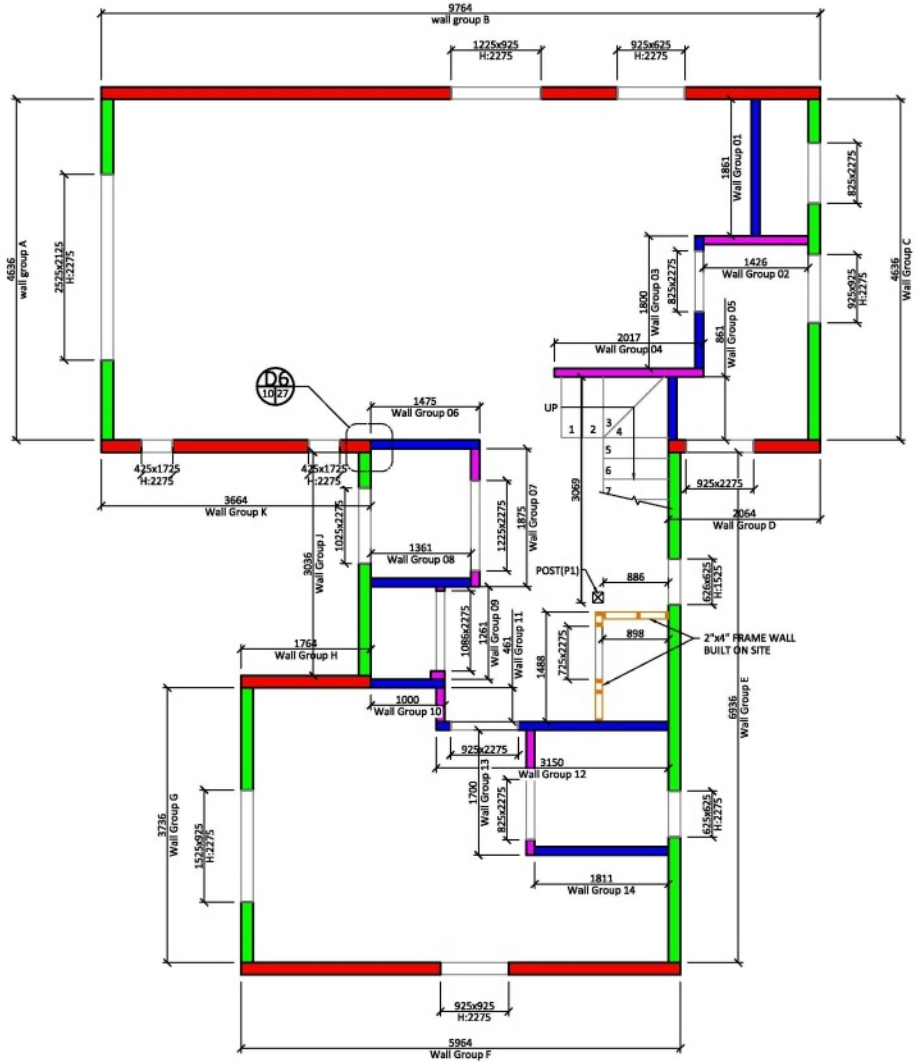 9764
wall group B
1225x925
H:2275
925x625
H:2275
4636
wall group A
2525x2125
H:2275
1861
Wall Group 01
825x2275
4636
Wall Group C
1426
Wall Group 02
925x925
H:2275
1800
Wall Group 03
825x2275
861
Wall Group 05
2017
Wall Group 04
D6
10 27
1475
Wall Group 06
UP
1 2 3
4
5
6
7
425x1725
H:2275
425x1725
H:2275
925x2275
3664
Wall Group K
2064
Wall Group D
1025x2275
3036
Wall Group J
1361
Wall Group 08
1225x2275
1875
Wall Group 07
3069
POST(P1)
886
626x625
H:1525
1086x2275
1261
Wall Group 09
461
Wall Group 11
898
2"x4" FRAME WALL
BUILT ON SITE
725x2275
1488
1764
Wall Group H
1000
Wall Group 10
6936
Wall Group E
925x2275
3150
Wall Group 12
1700
Wall Group 13
825x2275
625x625
H:2275
3736
Wall Group G
1525x925
H:2275
1811
Wall Group 14
925x925
H:2275
5964
Wall Group F